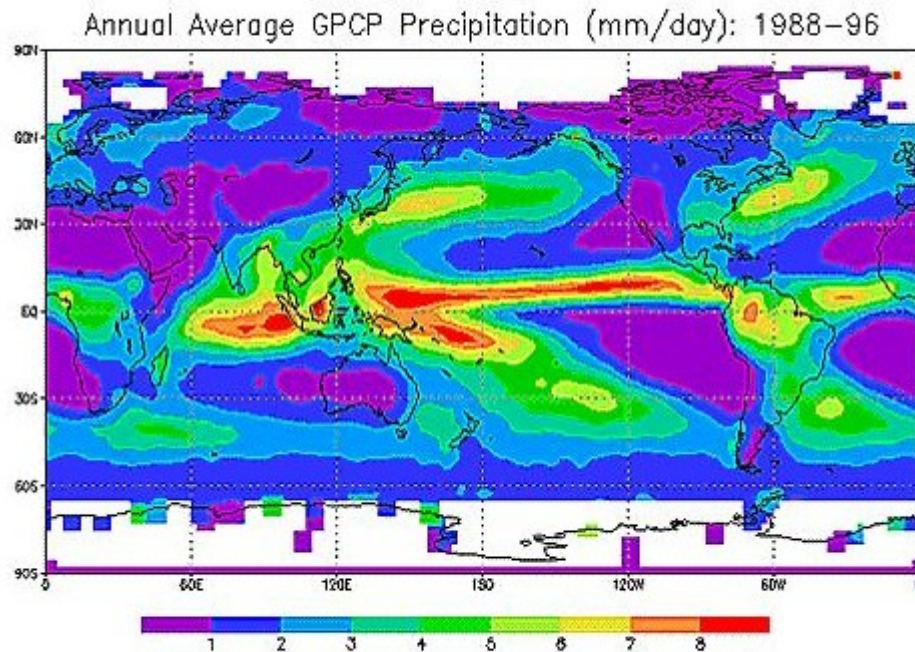 Annual Average GPCP Precipitation (mm/day): 1988-96
90N
60N
30N
EQ
30S
60S
90S
0 60E 120E 180 120W 60W
1 2 3 4 5 6 7 8